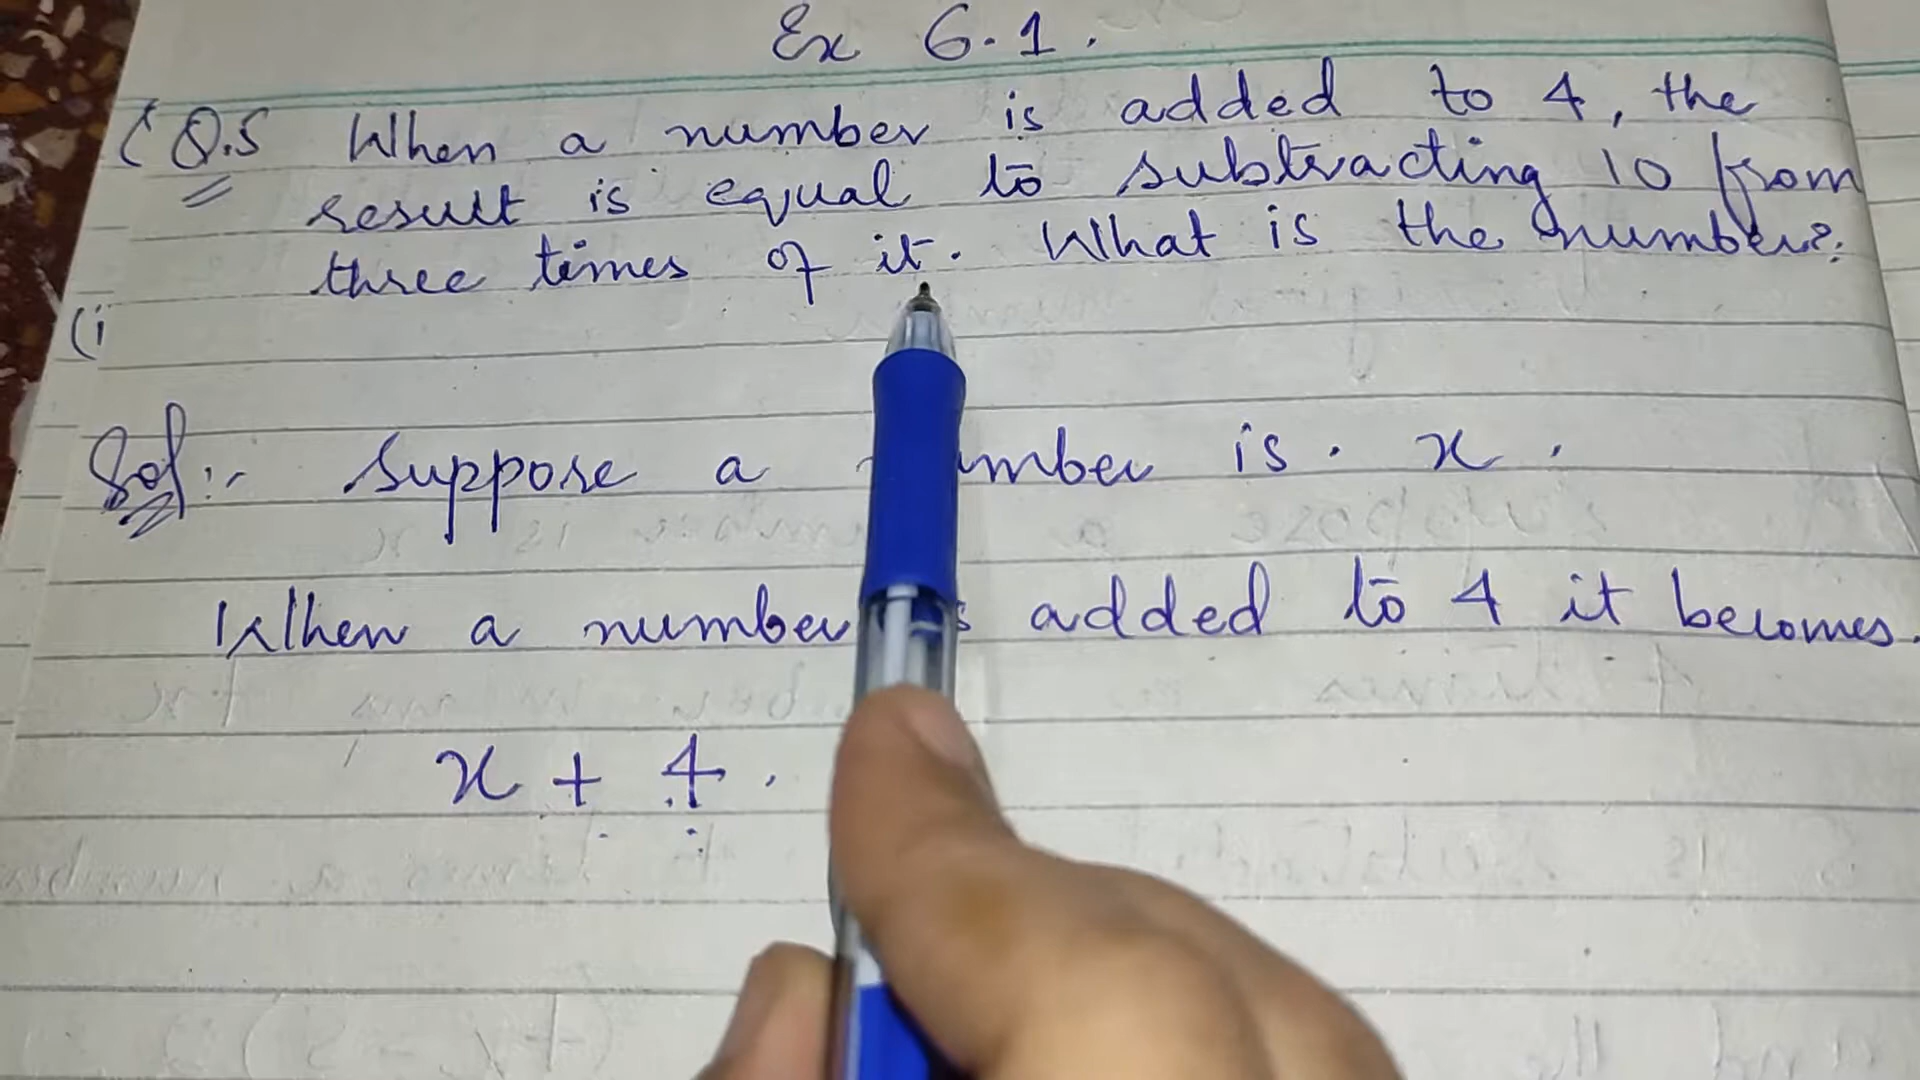 Ex 6.1.
Q.5 When a number is added to 4, the
result is equal to subtracting 10 from
three times of it. What is the number?
(i
Sol:- Suppose a number is. x.
When a number is added to 4 it becomes.
x + 4.